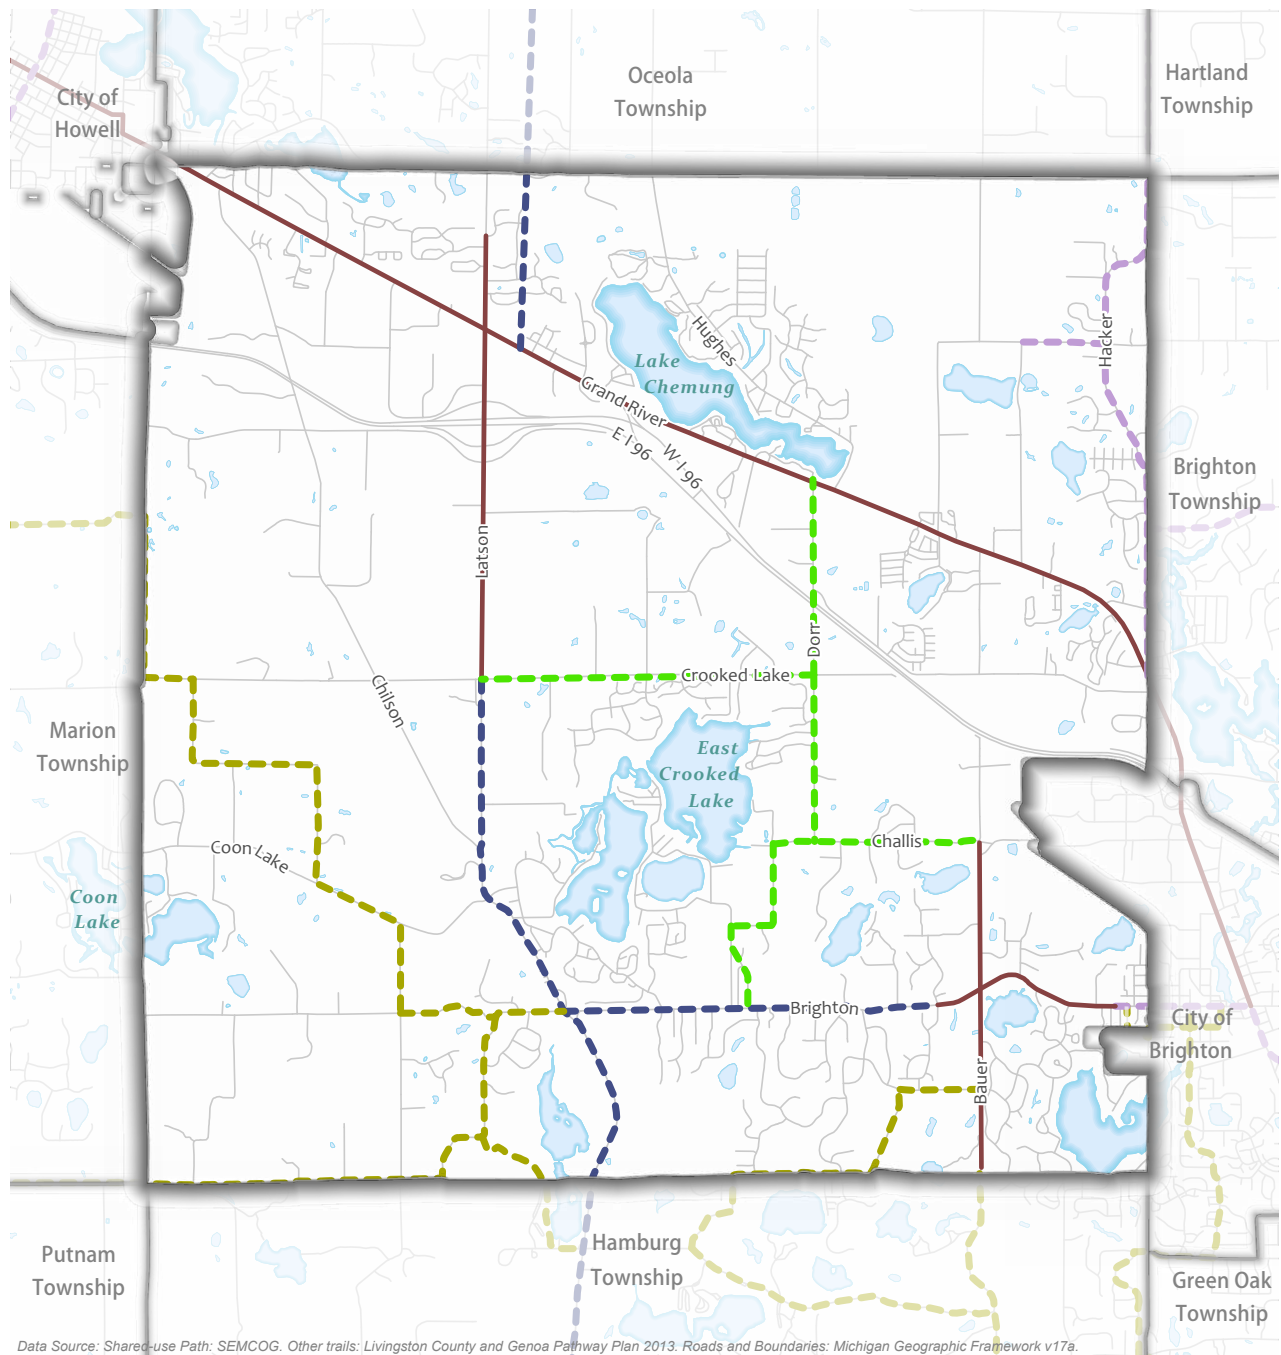 Oceola
Township
Hartland
Township
City of
Howell
Hughes
Hacker
Lake
Chemung
Grand River
E I 96
W I 96
Brighton
Township
Latson
Dorr
Crooked Lake
Chilson
Marion
Township
East
Crooked
Lake
Challis
Coon Lake
Coon
Lake
Brighton
City of
Brighton
Bauer
Putnam
Township
Hamburg
Township
Green Oak
Township
Data Source: Shared-use Path: SEMCOG. Other trails: Livingston County and Genoa Pathway Plan 2013. Roads and Boundaries: Michigan Geographic Framework v17a.